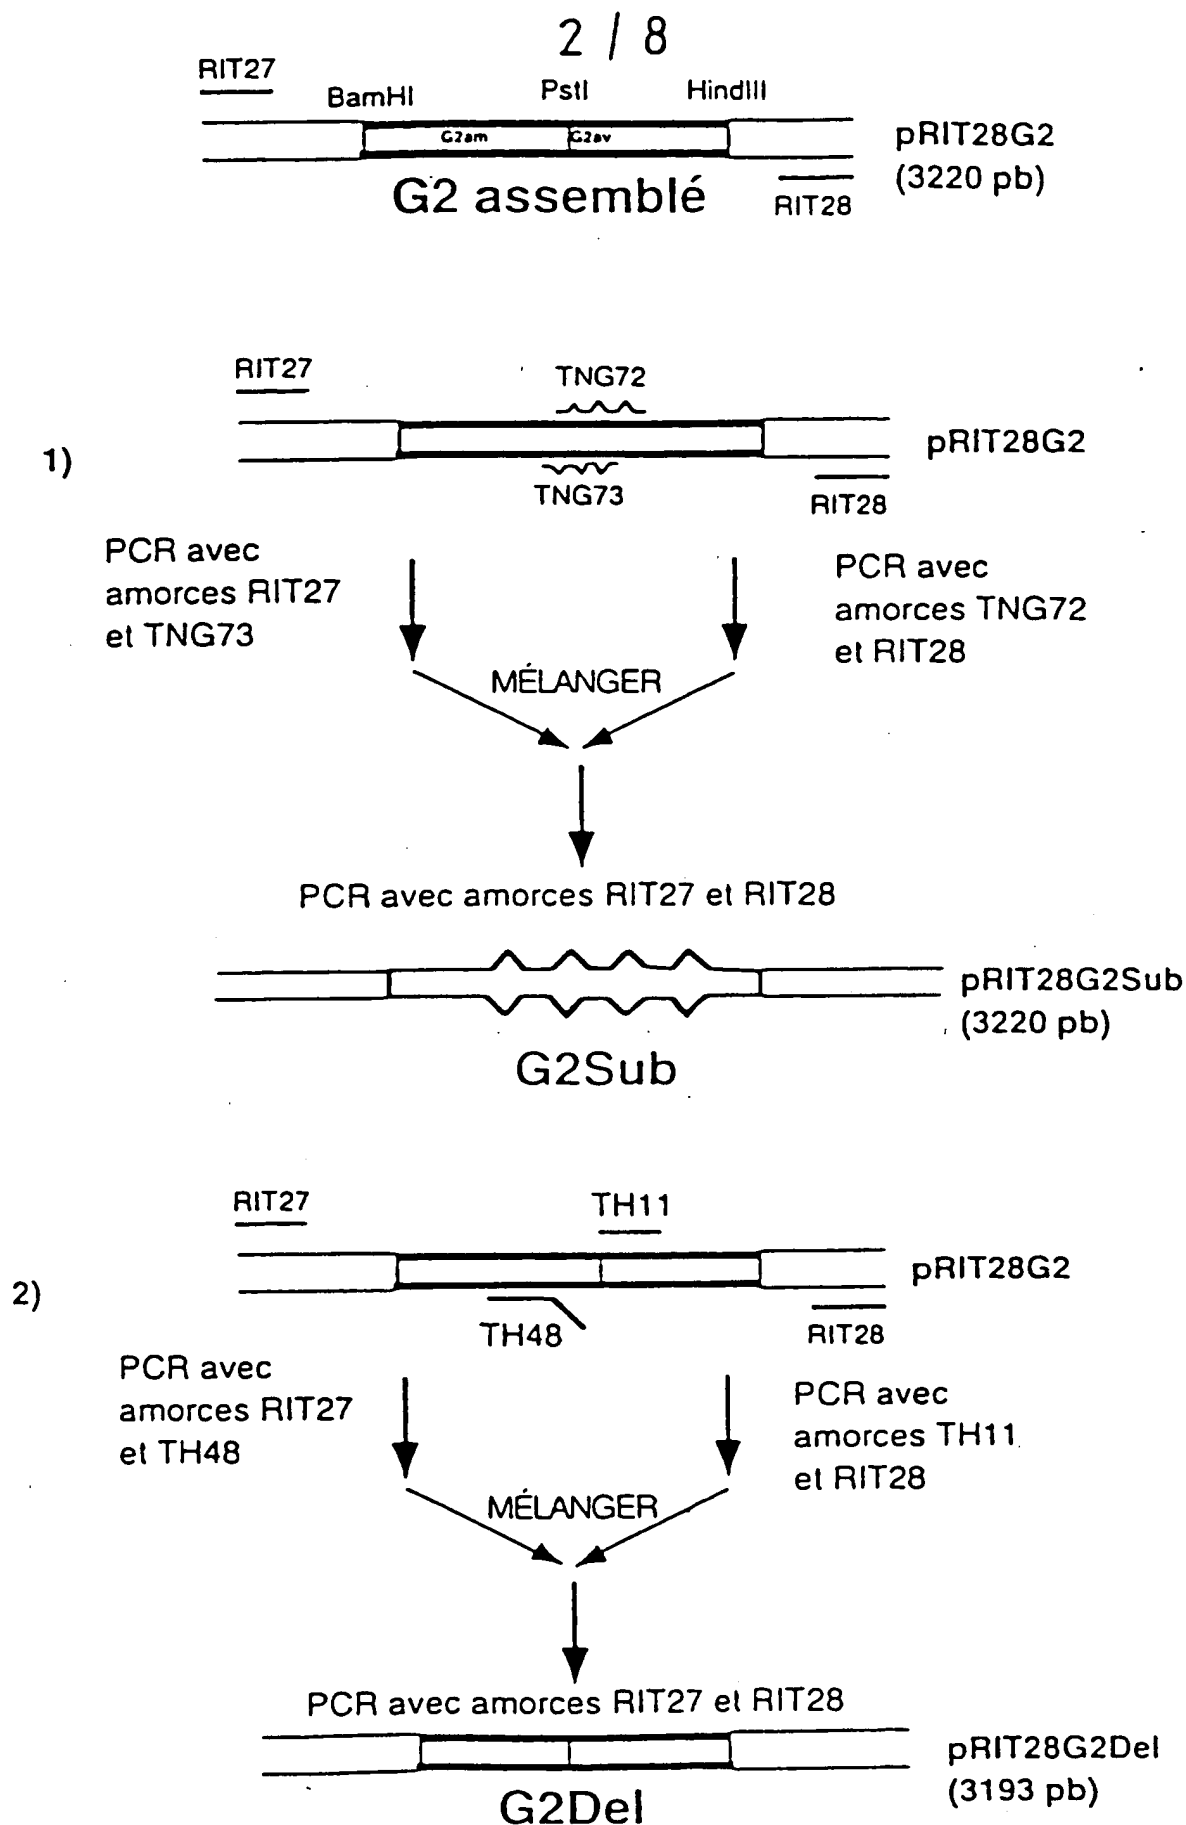 2 / 8
RIT27
BamHI PstI HindIII
G2am G2av
pRIT28G2
(3220 pb)
G2 assemblé
RIT28
1)
RIT27
TNG72
pRIT28G2
TNG73
RIT28
PCR avec
amorces RIT27
et TNG73
PCR avec
amorces TNG72
et RIT28
MÉLANGER
PCR avec amorces RIT27 et RIT28
pRIT28G2Sub
(3220 pb)
G2Sub
2)
RIT27
TH11
pRIT28G2
TH48
RIT28
PCR avec
amorces RIT27
et TH48
PCR avec
amorces TH11
et RIT28
MÉLANGER
PCR avec amorces RIT27 et RIT28
pRIT28G2Del
(3193 pb)
G2Del